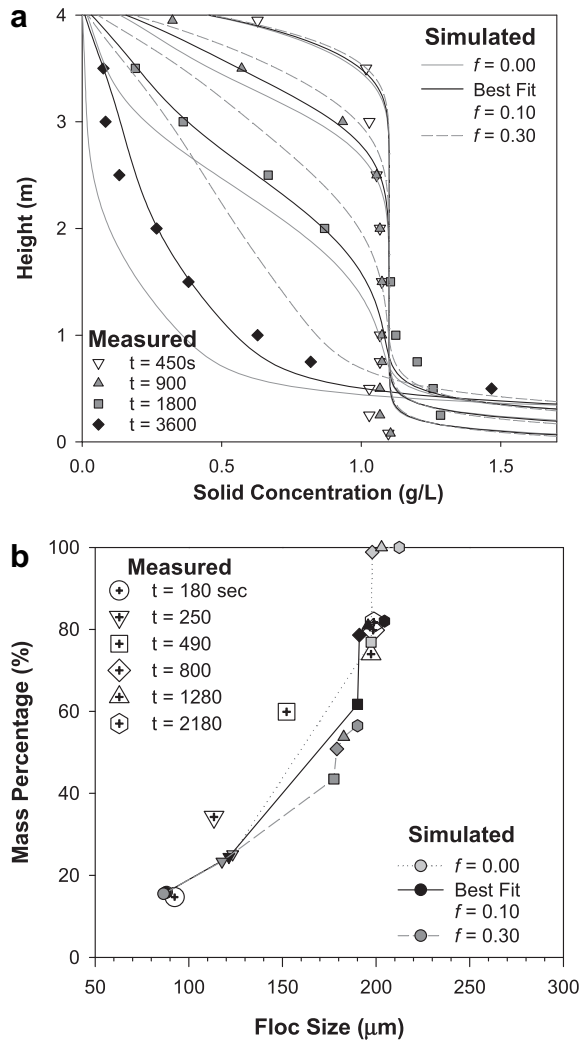 a
4
3
2
1
0
Height (m)
Simulated
f = 0.00
Best Fit
f = 0.10
f = 0.30
Measured
t = 450s
t = 900
t = 1800
t = 3600
0.0
0.5
1.0
1.5
Solid Concentration (g/L)
b
100
80
60
40
20
0
Mass Percentage (%)
Measured
t = 180 sec
t = 250
t = 490
t = 800
t = 1280
t = 2180
Simulated
f = 0.00
Best Fit
f = 0.10
f = 0.30
50
100
150
200
250
300
Floc Size (μm)